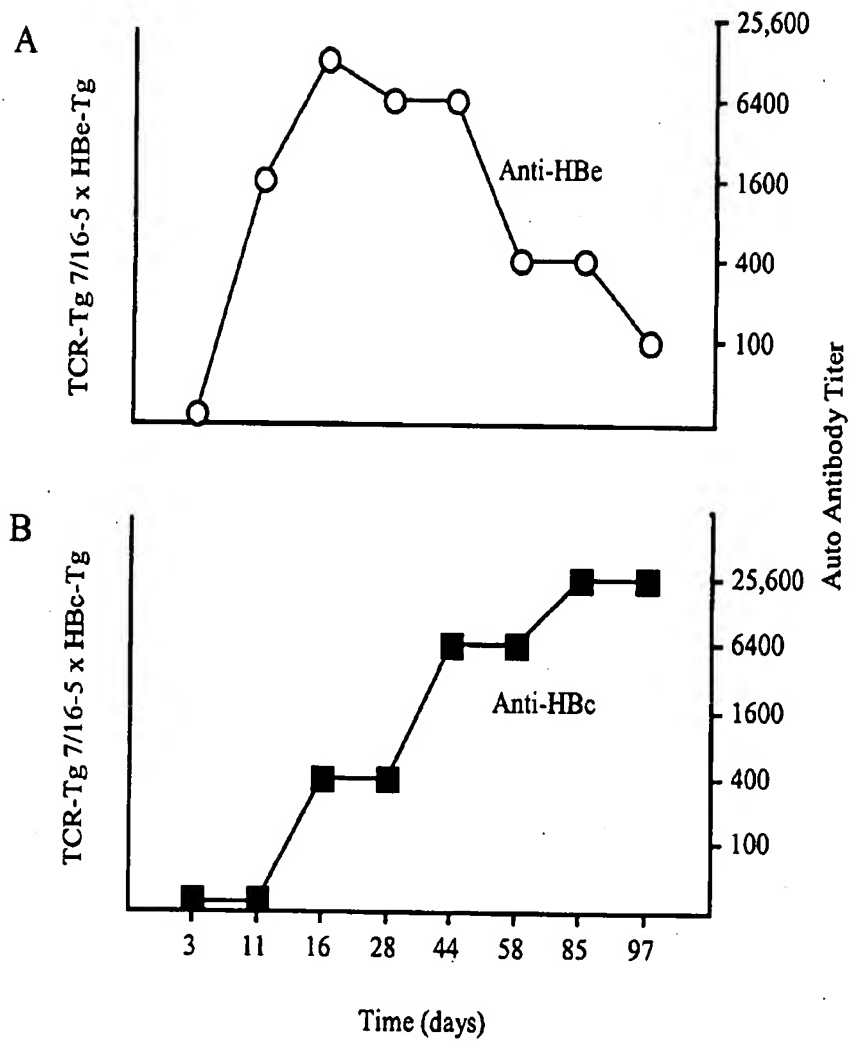 A
TCR-Tg 7/16-5 x HBe-Tg
Anti-HBe
25,600
6400
1600
400
100
Auto Antibody Titer
B
TCR-Tg 7/16-5 x HBc-Tg
Anti-HBc
25,600
6400
1600
400
100
3 11 16 28 44 58 85 97
Time (days)